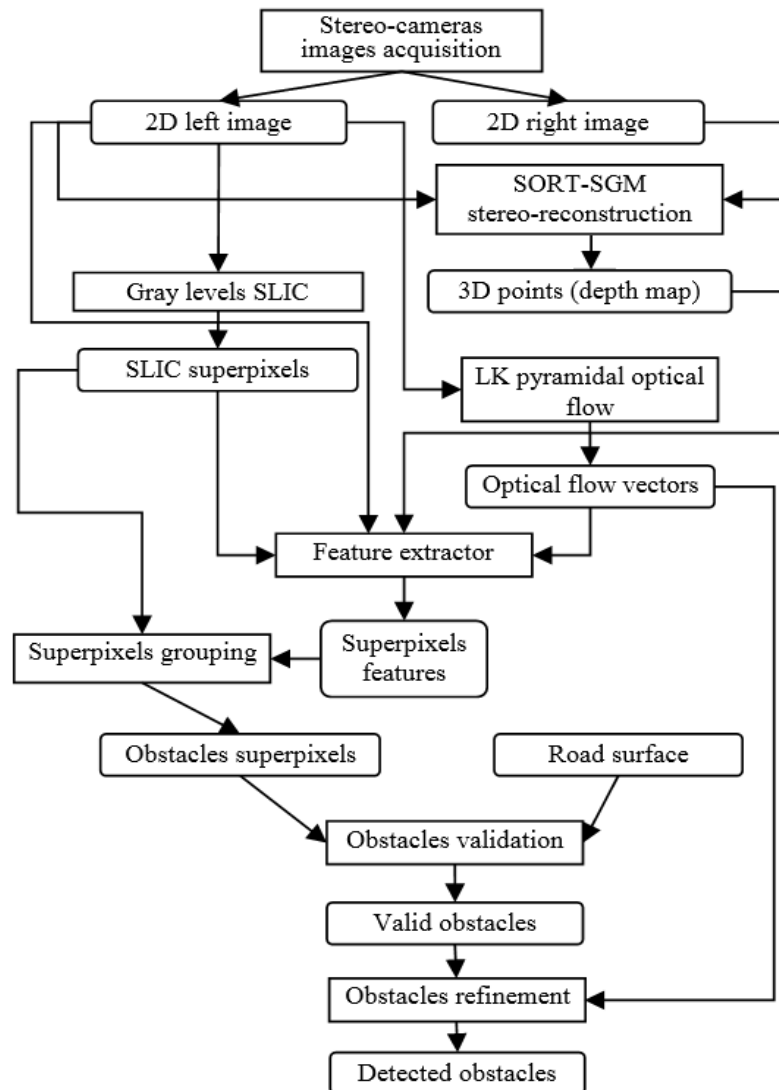 Stereo-cameras
images acquisition
2D left image
2D right image
SORT-SGM
stereo-reconstruction
Gray levels SLIC
3D points (depth map)
SLIC superpixels
LK pyramidal optical
flow
Optical flow vectors
Feature extractor
Superpixels grouping
Superpixels
features
Obstacles superpixels
Road surface
Obstacles validation
Valid obstacles
Obstacles refinement
Detected obstacles